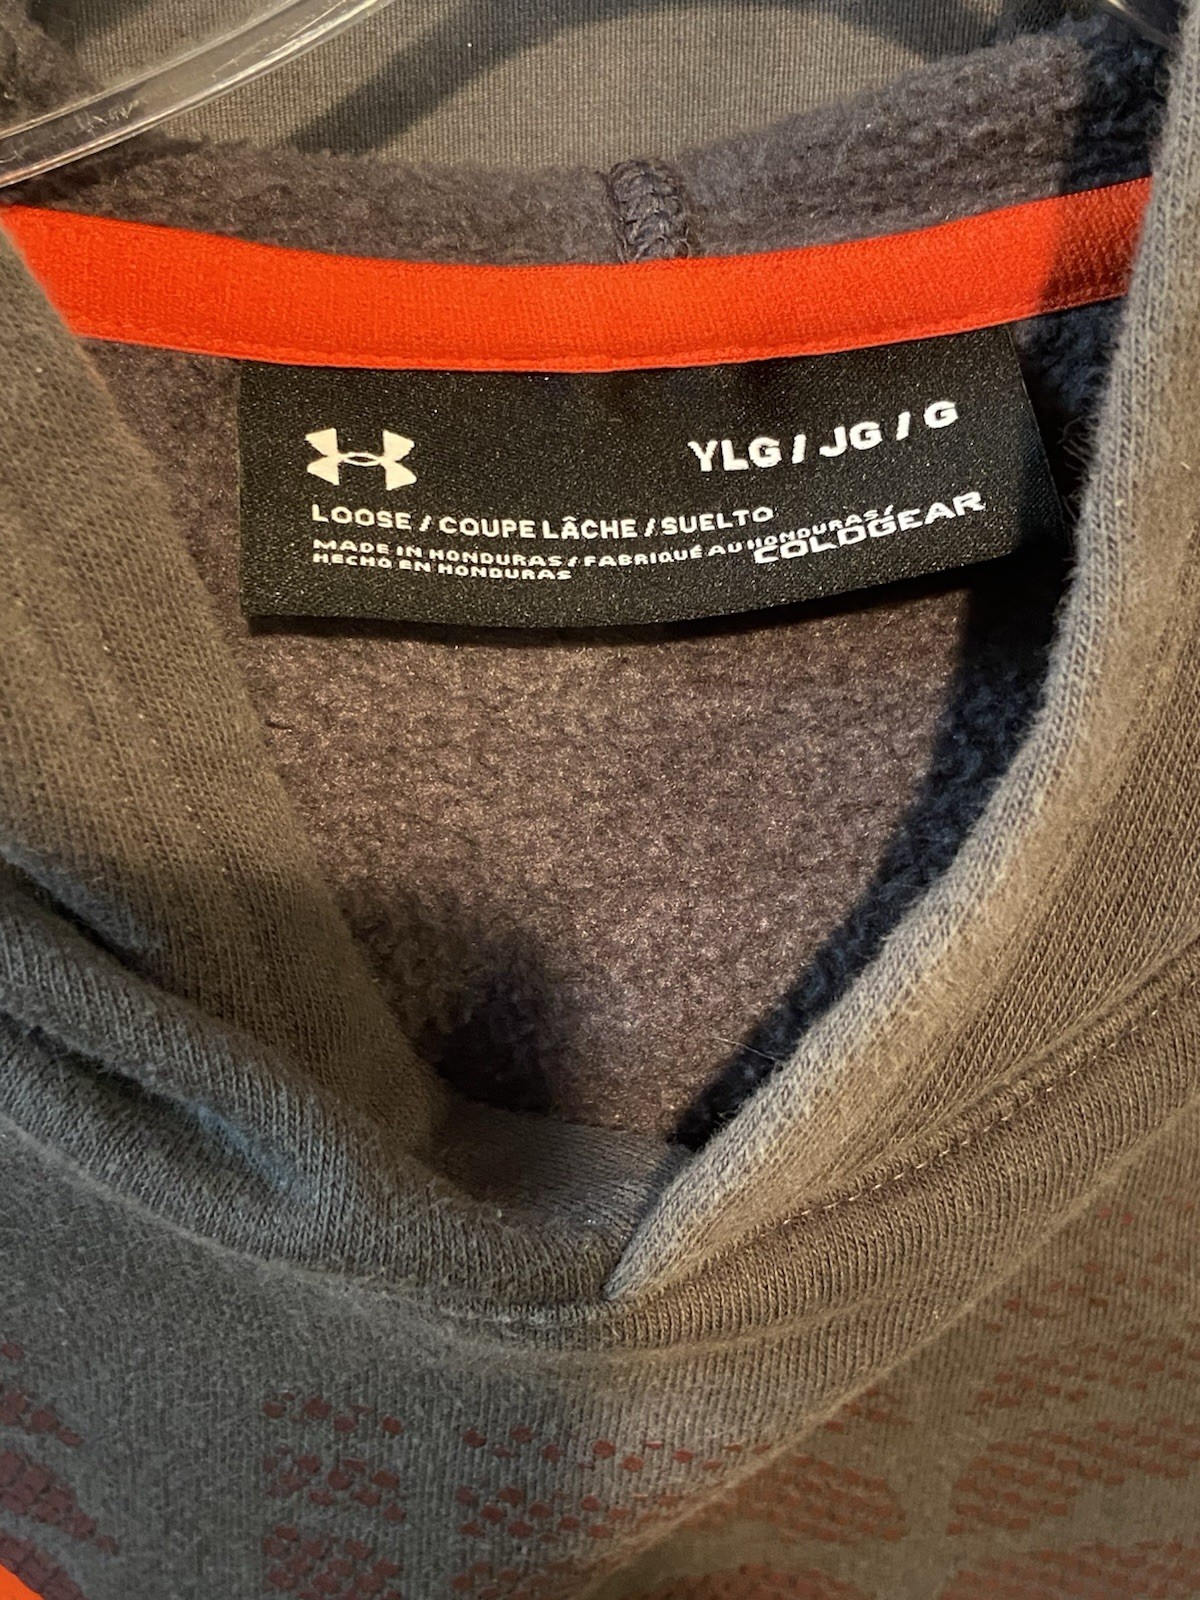 YLG / JG / G
LOOSE / COUPE LÂCHE / SUELTO
MADE IN HONDURAS / FABRIQUÉ AU HONDURAS /
HECHO EN HONDURAS
COLDGEAR